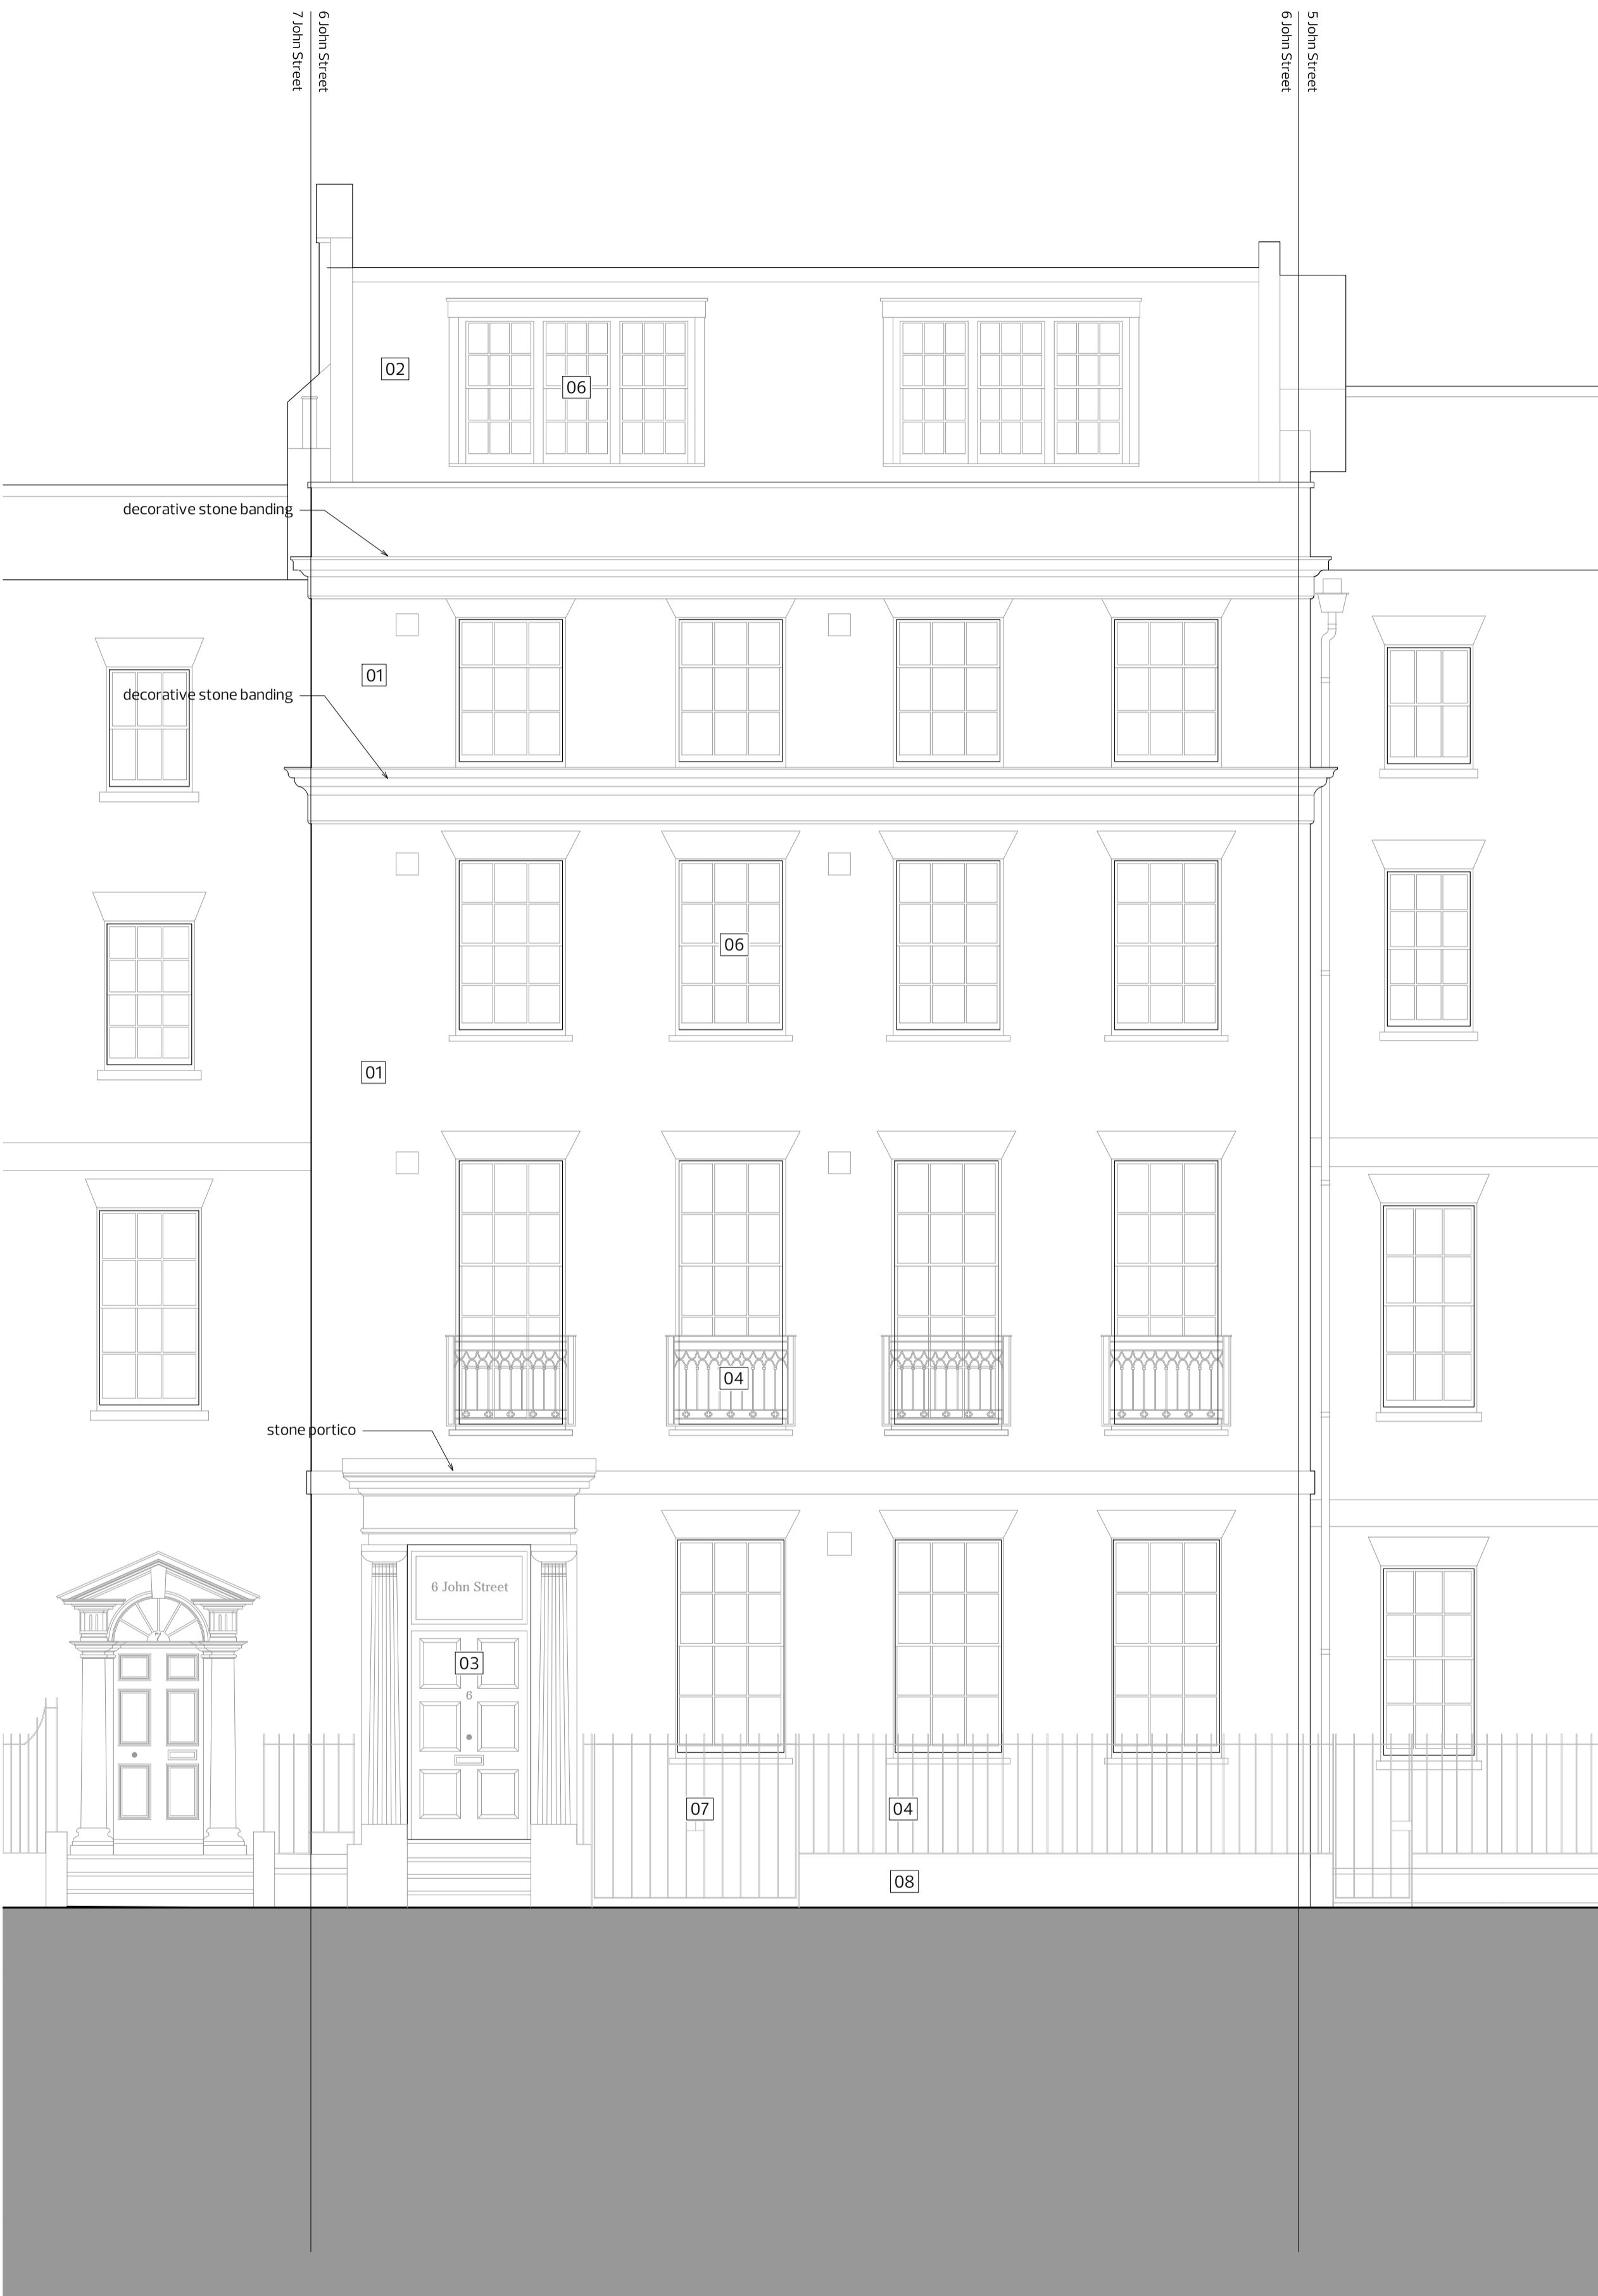 7 John Street
6 John Street
6 John Street
5 John Street
02
06
decorative stone banding
01
decorative stone banding
06
01
04
stone portico
6 John Street
7
03
6
07
04
08